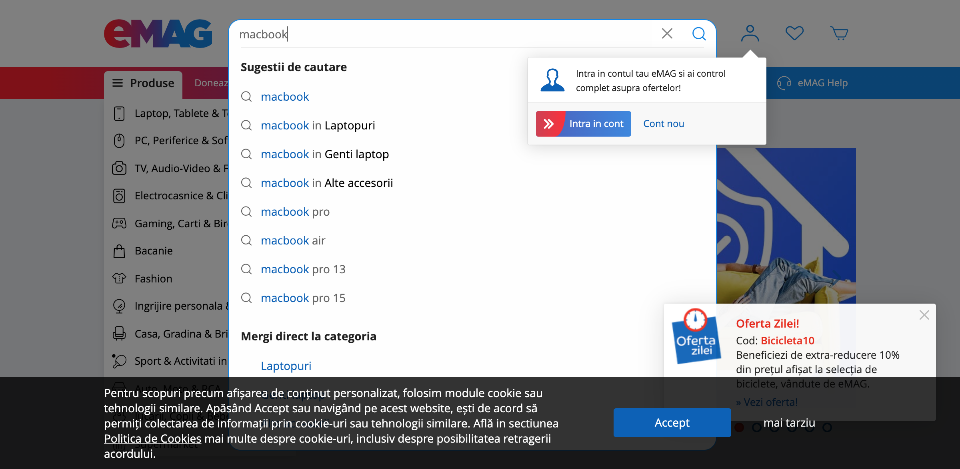 eMAG
macbook
Produse
Donează
eMAG Help
Sugestii de cautare
macbook
macbook in Laptopuri
macbook in Genti laptop
macbook in Alte accesorii
macbook pro
macbook air
macbook pro 13
macbook pro 15
Mergi direct la categoria
Laptopuri
Intra in contul tau eMAG si ai control
complet asupra ofertelor!
Intra in cont
Cont nou
Laptop, Tablete & T
PC, Periferice & Sof
TV, Audio-Video & F
Electrocasnice & Cli
Gaming, Carti & Bir
Bacanie
Fashion
Ingrijire personala &
Casa, Gradina & Bri
Sport & Activitati in
Oferta
zilei
Oferta Zilei!
Cod: Bicicleta10
Beneficiezi de extra-reducere 10%
din prețul afișat la selecția de
biciclete, vândute de eMAG.
» Vezi oferta!
Pentru scopuri precum afișarea de conținut personalizat, folosim module cookie sau
tehnologii similare. Apăsând Accept sau navigând pe acest website, ești de acord să
permiți colectarea de informații prin cookie-uri sau tehnologii similare. Află in sectiunea
Politica de Cookies mai multe despre cookie-uri, inclusiv despre posibilitatea retragerii
acordului.
Accept
mai tarziu